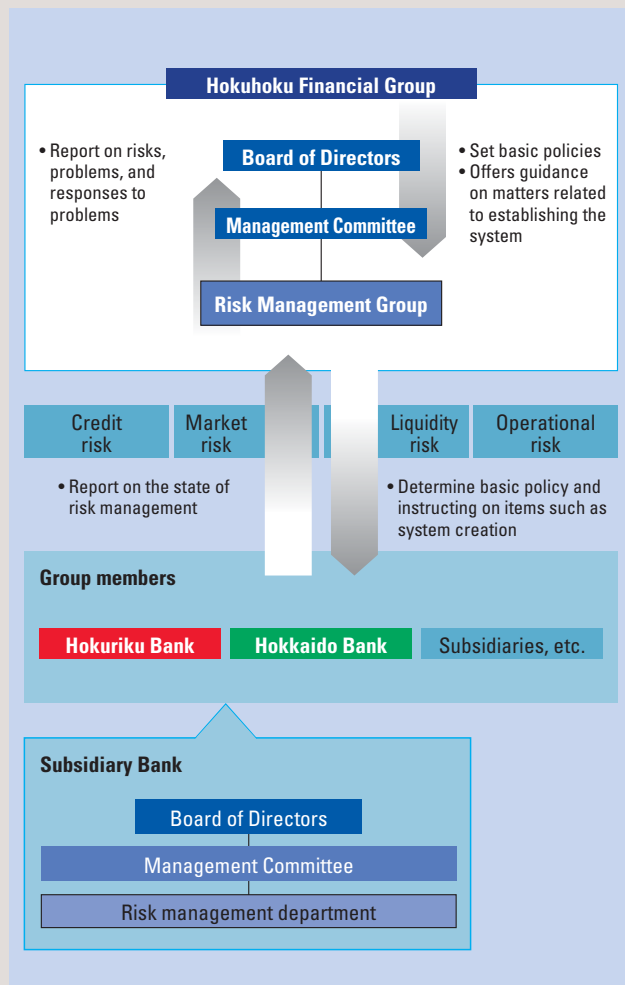 Hokuhoku Financial Group
• Report on risks,
problems, and
responses to
problems
Board of Directors
Management Committee
Risk Management Group
• Set basic policies
• Offers guidance
on matters related
to establishing the
system
Credit
risk
Market
risk
Liquidity
risk
Operational
risk
• Report on the state of
risk management
• Determine basic policy and
instructing on items such as
system creation
Group members
Hokuriku Bank
Hokkaido Bank
Subsidiaries, etc.
Subsidiary Bank
Board of Directors
Management Committee
Risk management department